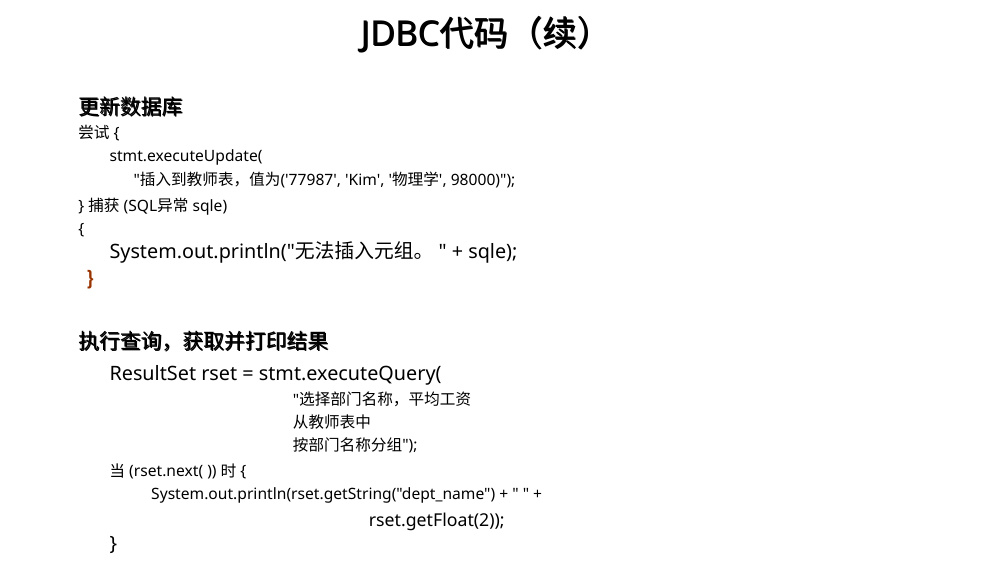 JDBC代码（续）
更新数据库
尝试 {
stmt.executeUpdate(
"插入到教师表，值为('77987', 'Kim', '物理学', 98000)");
} 捕获 (SQL异常 sqle)
{
System.out.println("无法插入元组。 " + sqle);
}
执行查询，获取并打印结果
ResultSet rset = stmt.executeQuery(
"选择部门名称，平均工资
从教师表中
按部门名称分组");
当 (rset.next( )) 时 {
System.out.println(rset.getString("dept_name") + " " +
rset.getFloat(2));
}